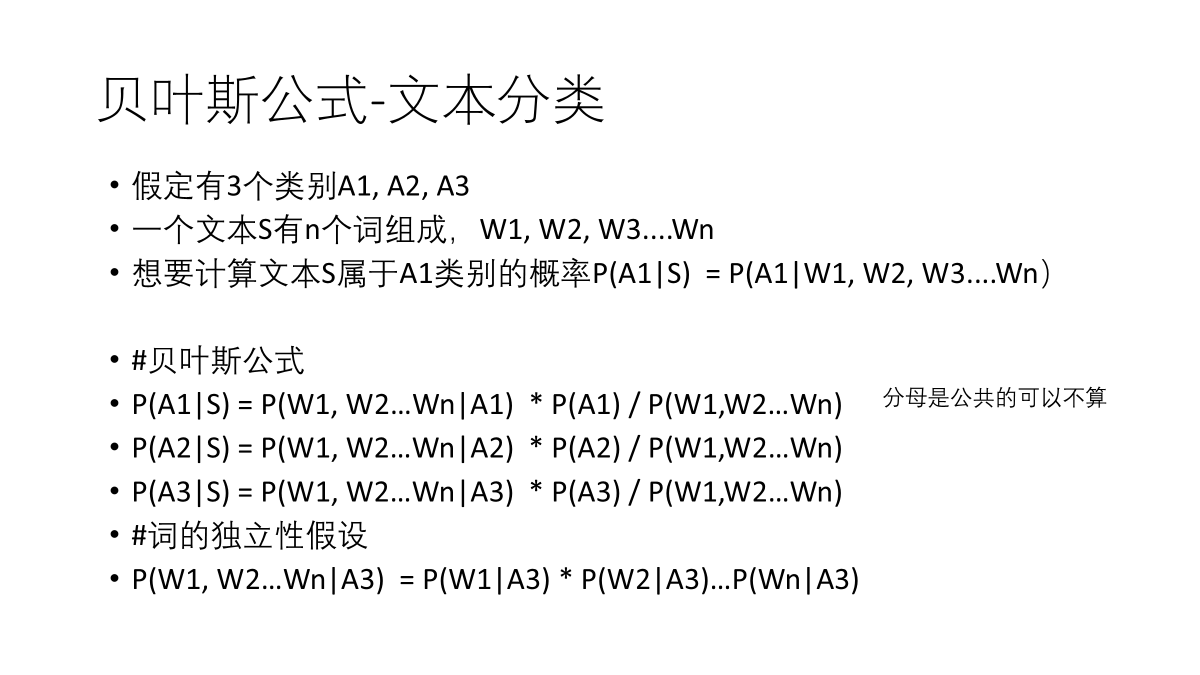 贝叶斯公式-文本分类
• 假定有3个类别A1, A2, A3
• 一个文本S有n个词组成， W1, W2, W3....Wn
• 想要计算文本S属于A1类别的概率P(A1|S) = P(A1|W1, W2, W3....Wn）
• #贝叶斯公式
• P(A1|S) = P(W1, W2...Wn|A1) * P(A1) / P(W1,W2...Wn)
分母是公共的可以不算
• P(A2|S) = P(W1, W2...Wn|A2) * P(A2) / P(W1,W2...Wn)
• P(A3|S) = P(W1, W2...Wn|A3) * P(A3) / P(W1,W2...Wn)
• #词的独立性假设
• P(W1, W2...Wn|A3) = P(W1|A3) * P(W2|A3)...P(Wn|A3)